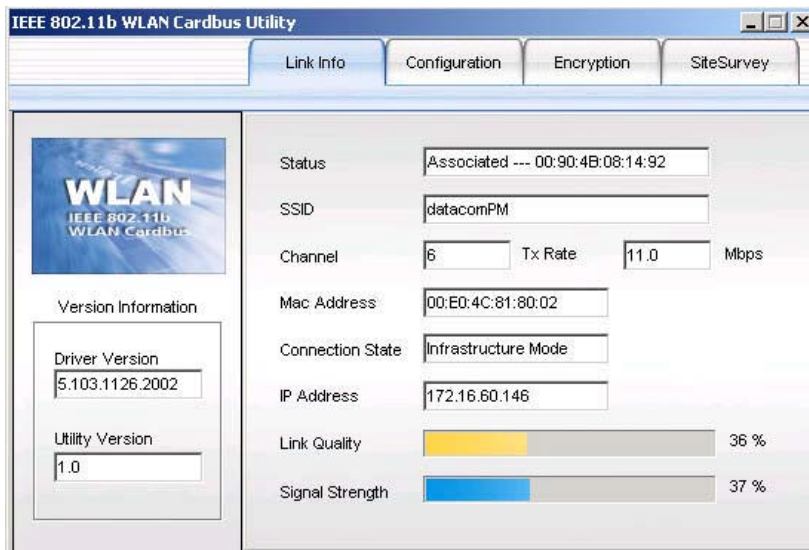 IEEE 802.11b WLAN Cardbus Utility
Link Info Configuration Encryption SiteSurvey
WLAN
IEEE 802.11b
WLAN Cardbus
Version Information
Driver Version
5.103.1126.2002
Utility Version
1.0
Status Associated --- 00:90:4B:08:14:92
SSID datacomPM
Channel 6 Tx Rate 11.0 Mbps
Mac Address 00:E0:4C:81:80:02
Connection State Infrastructure Mode
IP Address 172.16.60.146
Link Quality 36 %
Signal Strength 37 %